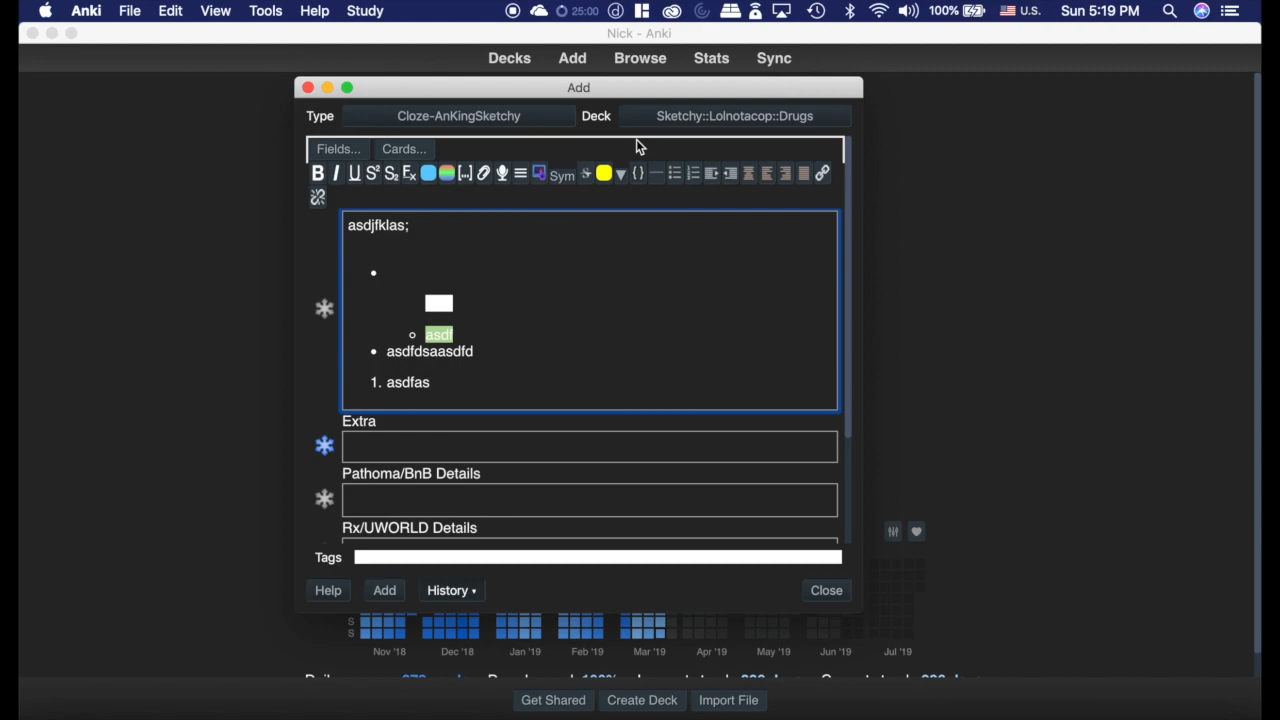 Anki File Edit View Tools Help Study 25:00 100% U.S. Sun 5:19 PM
Nick - Anki
Decks Add Browse Stats Sync
Add
Type Cloze-AnKingSketchy Deck Sketchy::Lolnotacop::Drugs
Fields... Cards...
B I U S² S₂ Ex [...] Sym S { }
asdjfklas;
asdf
asdfdsaasdfd
1. asdfas
Extra
Pathoma/BnB Details
Rx/UWORLD Details
Tags
Help Add History Close
S
S
Nov '18 Dec '18 Jan '19 Feb '19 Mar '19 Apr '19 May '19 Jun '19 Jul '19
Get Shared Create Deck Import File